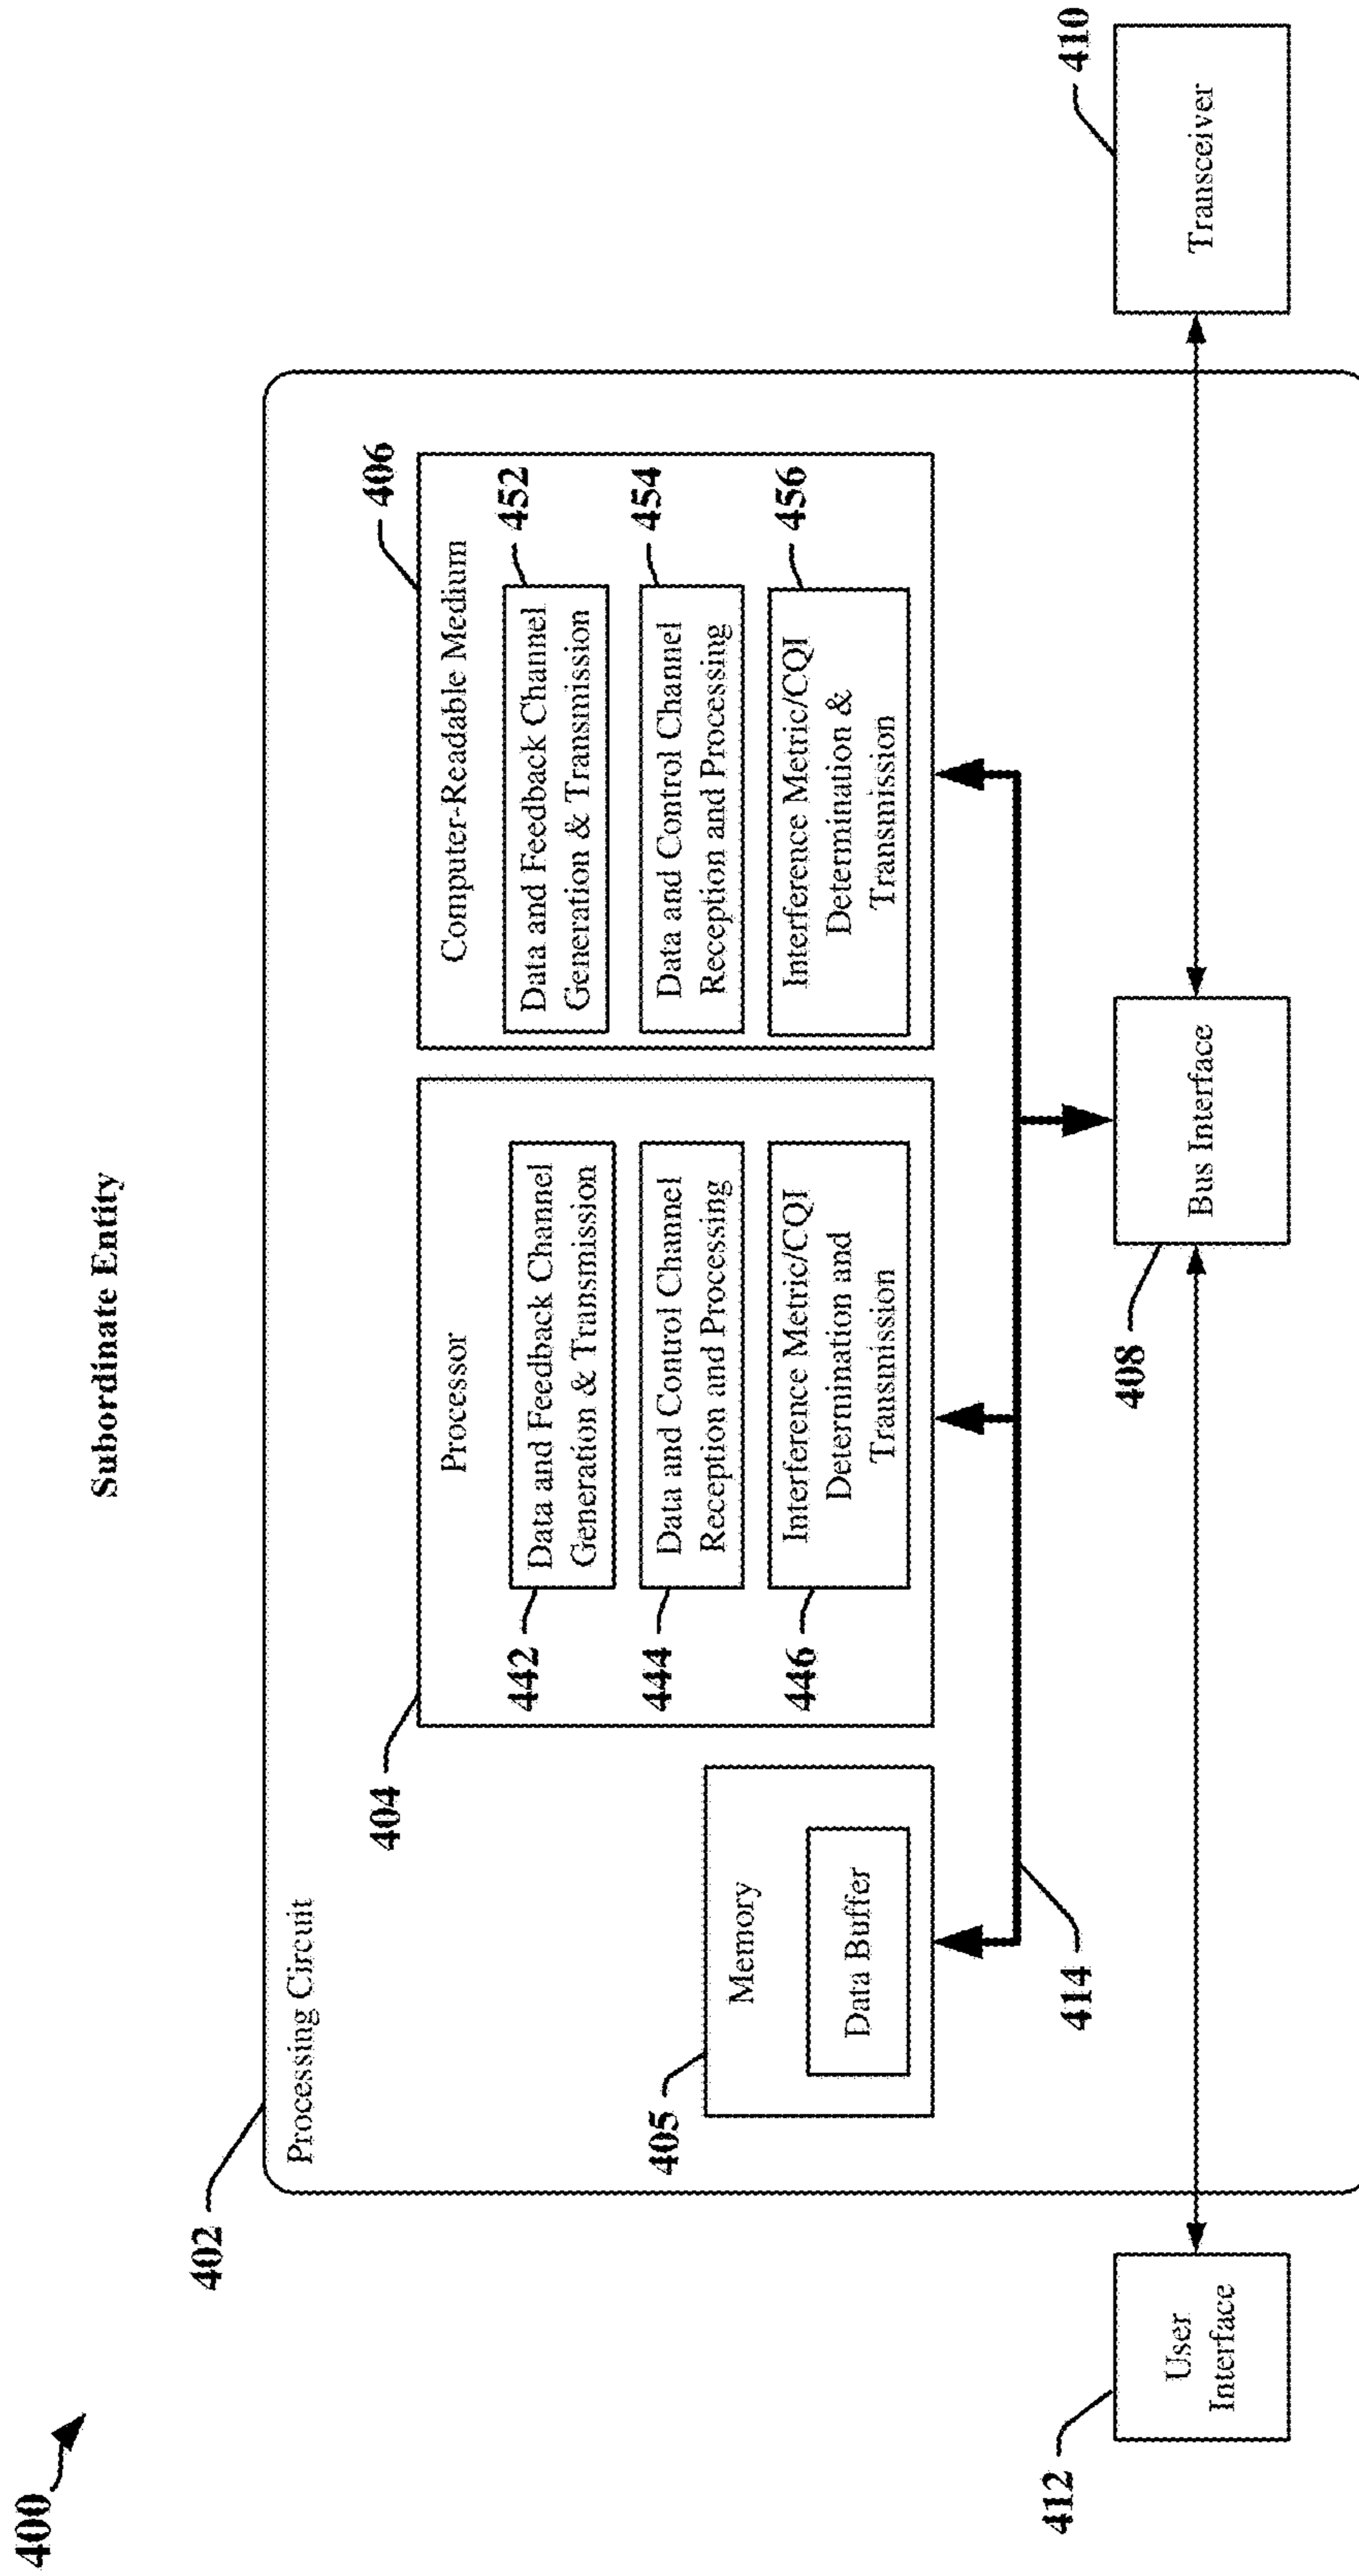 400
Subordinate Entity
402
Processing Circuit
404
406
Processor
Computer-Readable Medium
442
Data and Feedback Channel
Generation & Transmission
Data and Feedback Channel
Generation & Transmission
452
405
Memory
444
Data and Control Channel
Reception and Processing
Data and Control Channel
Reception and Processing
454
Data Buffer
446
Interference Metric/CQI
Determination and
Transmission
Interference Metric/CQI
Determination &
Transmission
456
414
412
User
Interface
408
Bus Interface
410
Transceiver